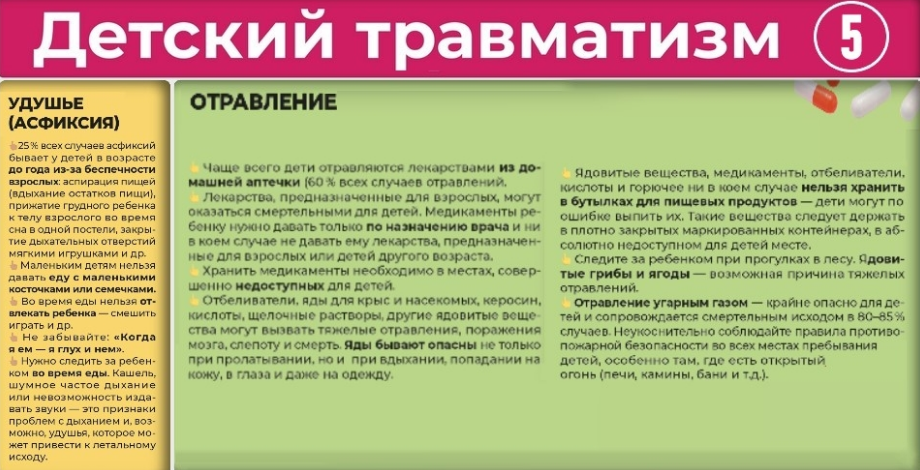 Детский травматизм 5
УДУШЬЕ
(АСФИКСИЯ)
25 % всех случаев асфиксий
бывает у детей в возрасте
до года из-за беспечности
взрослых: аспирация пищей
(вдыхание остатков пищи),
прижатие грудного ребенка
к телу взрослого во время
сна в одной постели, закры-
тие дыхательных отверстий
мягкими игрушками и др.
Маленьким детям нельзя
давать еду с маленькими
косточками или семечками.
Во время еды нельзя от-
влекать ребенка — смешить
играть и др.
Не забывайте: «Когда
я ем — я глух и нем».
Нужно следить за ребен-
ком во время еды. Кашель,
шумное частое дыхание
или невозможность изда-
вать звуки — это признаки
проблем с дыханием и, воз-
можно, удушья, которое мо-
жет привести к летальному
исходу.
ОТРАВЛЕНИЕ
Чаще всего дети отравляются лекарствами из до-
машней аптечки (60 % всех случаев отравлений.
Лекарства, предназначенные для взрослых, могут
оказаться смертельными для детей. Медикаменты ре-
бенку нужно давать только по назначению врача и ни
в коем случае не давать ему лекарства, предназначен-
ные для взрослых или детей другого возраста.
Хранить медикаменты необходимо в местах, совер-
шенно недоступных для детей.
Отбеливатели, яды для крыс и насекомых, керосин,
кислоты, щелочные растворы, другие ядовитые веще-
ства могут вызвать тяжелые отравления, поражения
мозга, слепоту и смерть. Яды бывают опасны не только
при пролатывании, но и при вдыхании, попадании на
кожу, в глаза и даже на одежду.
Ядовитые вещества, медикаменты, отбеливатели,
кислоты и горючее ни в коем случае нельзя хранить
в бутылках для пищевых продуктов — дети могут по
ошибке выпить их. Такие вещества следует держать
в плотно закрытых маркированных контейнерах, в аб-
солютно недоступном для детей месте.
Следите за ребенком при прогулках в лесу. Ядови-
тые грибы и ягоды — возможная причина тяжелых
отравлений.
Отравление угарным газом — крайне опасно для де-
тей и сопровождается смертельным исходом в 80–85 %
случаев. Неукоснительно соблюдайте правила противо-
пожарной безопасности во всех местах пребывания
детей, особенно там, где есть открытый
огонь (печи, камины, бани и т.д.).